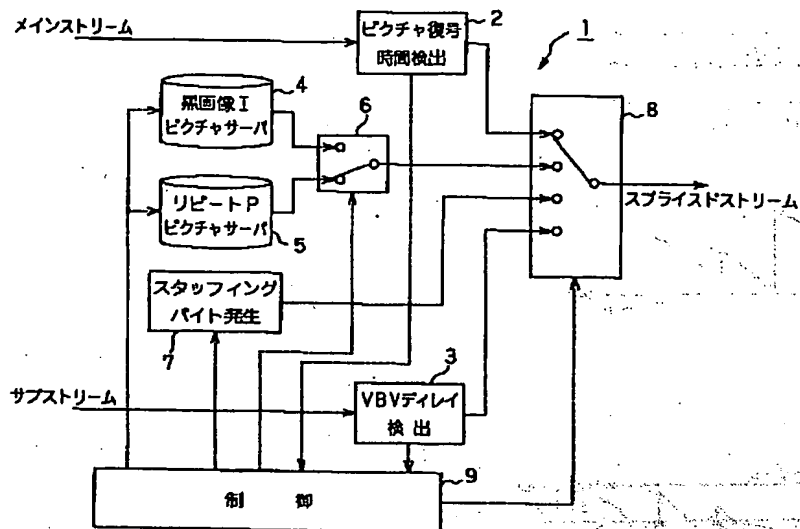 メインストリーム
ピクチャ復号
時間検出
2
1
黒画像I
ピクチャサーバ
4
6
8
リピートP
ピクチャサーバ
5
スプライスドストリーム
スタッフィング
バイト発生
7
サブストリーム
VBVディレイ
検出
3
制御
9